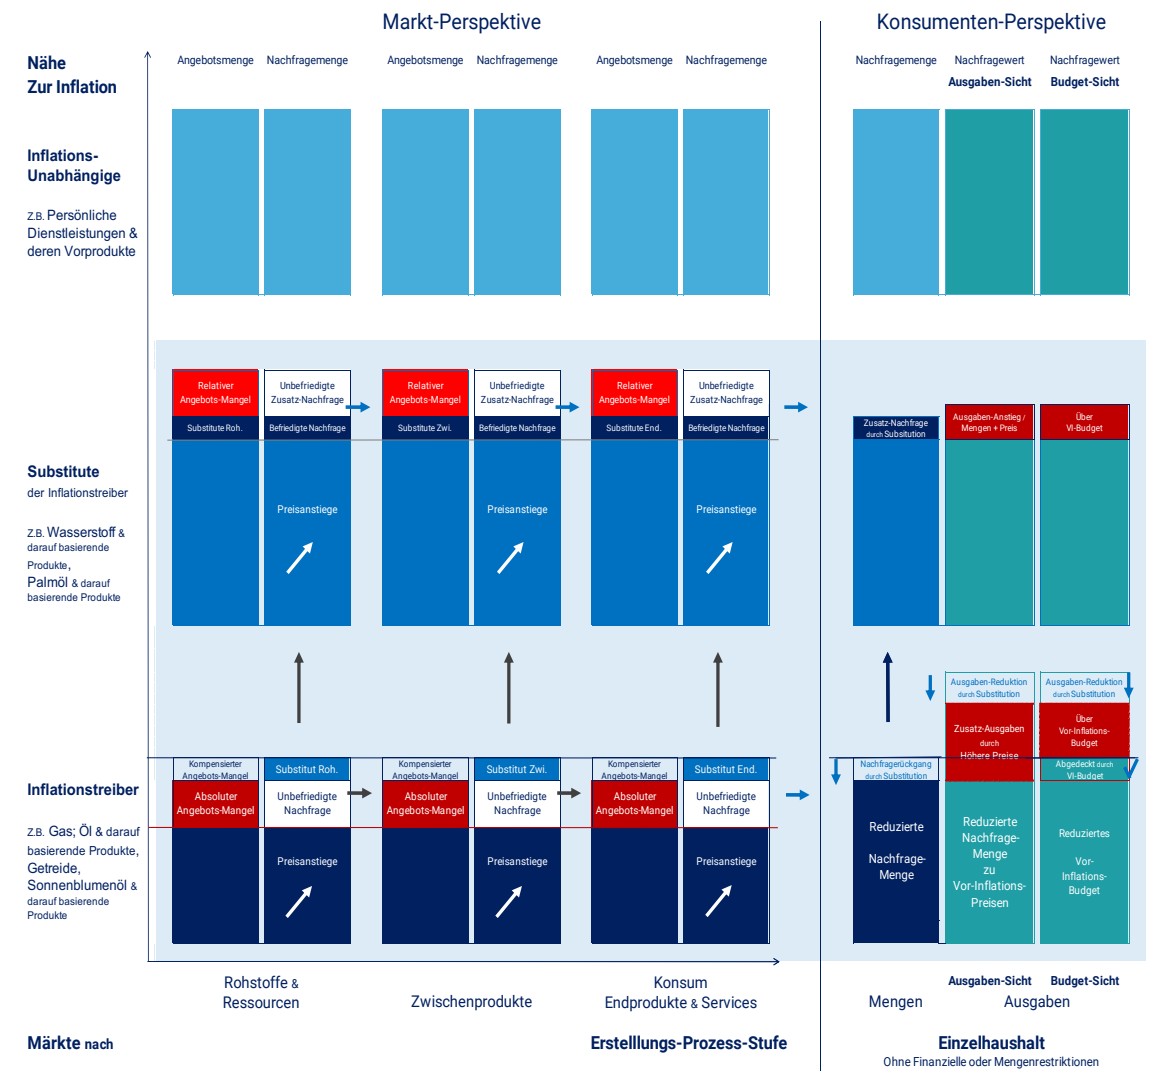 Markt-Perspektive
Konsumenten-Perspektive
Nähe
Zur Inflation
Angebotsmenge
Nachfragemenge
Angebotsmenge
Nachfragemenge
Angebotsmenge
Nachfragemenge
Nachfragemenge
Nachfragewert
Ausgaben-Sicht
Nachfragewert
Budget-Sicht
Inflations-
Unabhängige
Z.B. Persönliche
Dienstleistungen &
deren Vorprodukte
Relativer
Angebots-Mangel
Unbefriedigte
Zusatz-Nachfrage
Relativer
Angebots-Mangel
Unbefriedigte
Zusatz-Nachfrage
Relativer
Angebots-Mangel
Unbefriedigte
Zusatz-Nachfrage
Substitute Roh.
Befriedigte Nachfrage
Substitute Zwi.
Befriedigte Nachfrage
Substitute End.
Befriedigte Nachfrage
Zusatz-Nachfrage
durch Subsitution
Ausgaben-Anstieg /
Mengen + Preis
Über
VI-Budget
Substitute
der Inflationstreiber
Z.B. Wasserstoff &
darauf basierende
Produkte,
Palmöl & darauf
basierende Produkte
Preisanstiege
Preisanstiege
Preisanstiege
Ausgaben-Reduktion
durch Substitution
Ausgaben-Reduktion
durch Substitution
Zusatz-Ausgaben
durch
Höhere Preise
Über
Vor-Inflations-
Budget
Kompensierter
Angebots-Mangel
Substitut Roh.
Kompensierter
Angebots-Mangel
Substitut Zwi.
Kompensierter
Angebots-Mangel
Substitut End.
Nachfragerückgang
durch Substitution
Abgedeckt durch
VI-Budget
Inflationstreiber
Z.B. Gas; Öl & darauf
basierende Produkte,
Getreide,
Sonnenblumenöl &
darauf basierende
Produkte
Absoluter
Angebots-Mangel
Unbefriedigte
Nachfrage
Absoluter
Angebots-Mangel
Unbefriedigte
Nachfrage
Absoluter
Angebots-Mangel
Unbefriedigte
Nachfrage
Preisanstiege
Preisanstiege
Preisanstiege
Reduzierte
Nachfrage-
Menge
Reduzierte
Nachfrage-
Menge
zu
Vor-Inflations-
Preisen
Reduziertes
Vor-
Inflations-
Budget
Rohstoffe &
Ressourcen
Zwischenprodukte
Konsum
Endprodukte & Services
Mengen
Ausgaben-Sicht
Budget-Sicht
Ausgaben
Märkte nach
Erstelllungs-Prozess-Stufe
Einzelhaushalt
Ohne Finanzielle oder Mengenrestriktionen